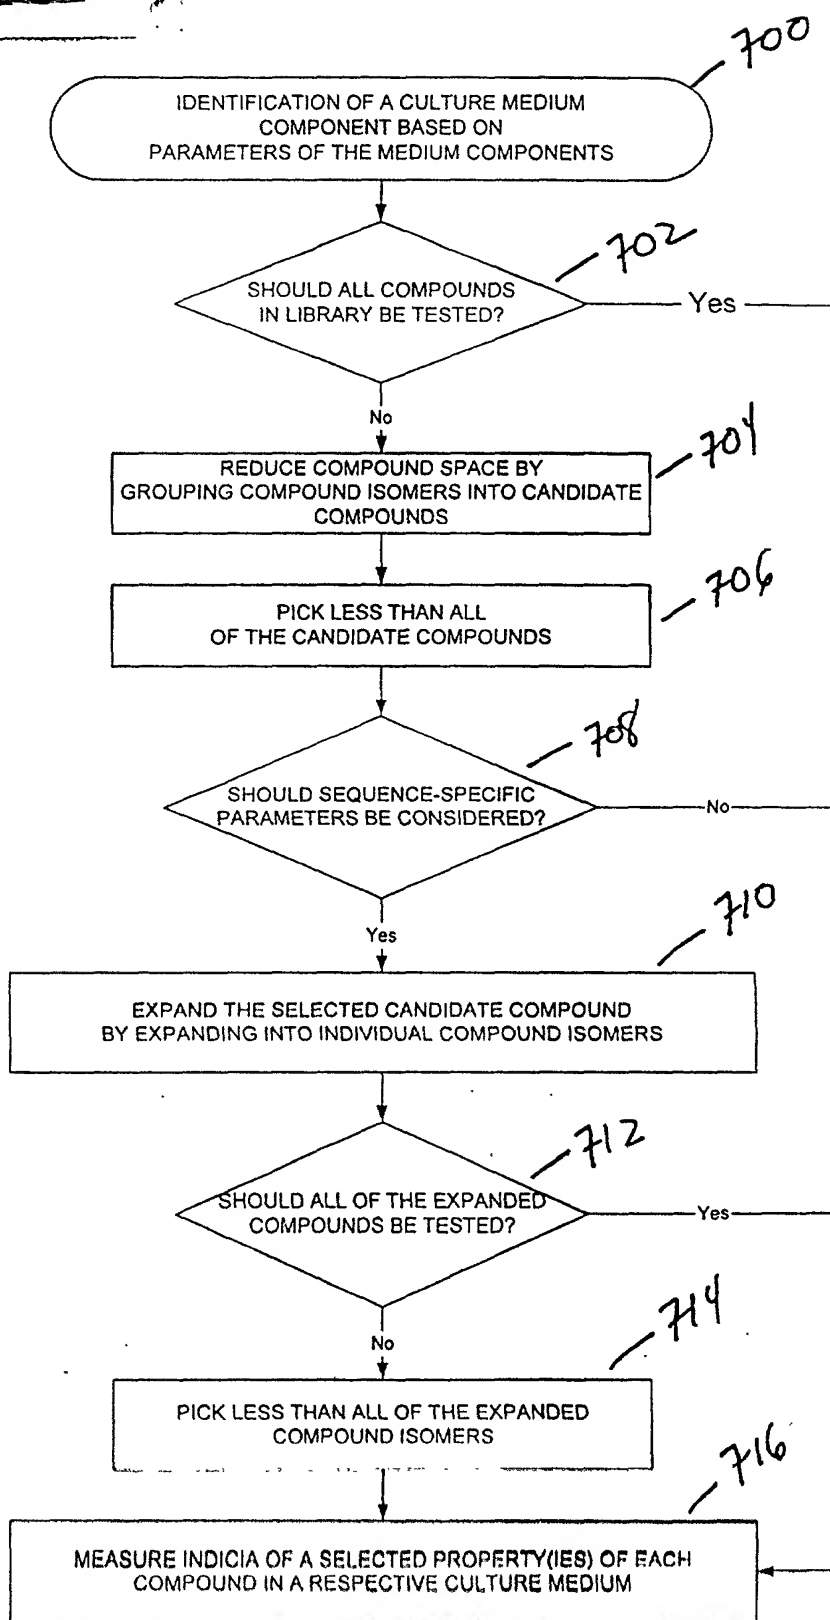 700
IDENTIFICATION OF A CULTURE MEDIUM
COMPONENT BASED ON
PARAMETERS OF THE MEDIUM COMPONENTS
702
SHOULD ALL COMPOUNDS
IN LIBRARY BE TESTED?
Yes
No
704
REDUCE COMPOUND SPACE BY
GROUPING COMPOUND ISOMERS INTO CANDIDATE
COMPOUNDS
706
PICK LESS THAN ALL
OF THE CANDIDATE COMPOUNDS
708
SHOULD SEQUENCE-SPECIFIC
PARAMETERS BE CONSIDERED?
No
Yes
710
EXPAND THE SELECTED CANDIDATE COMPOUND
BY EXPANDING INTO INDIVIDUAL COMPOUND ISOMERS
712
SHOULD ALL OF THE EXPANDED
COMPOUNDS BE TESTED?
Yes
No
714
PICK LESS THAN ALL OF THE EXPANDED
COMPOUND ISOMERS
716
MEASURE INDICIA OF A SELECTED PROPERTY(IES) OF EACH
COMPOUND IN A RESPECTIVE CULTURE MEDIUM